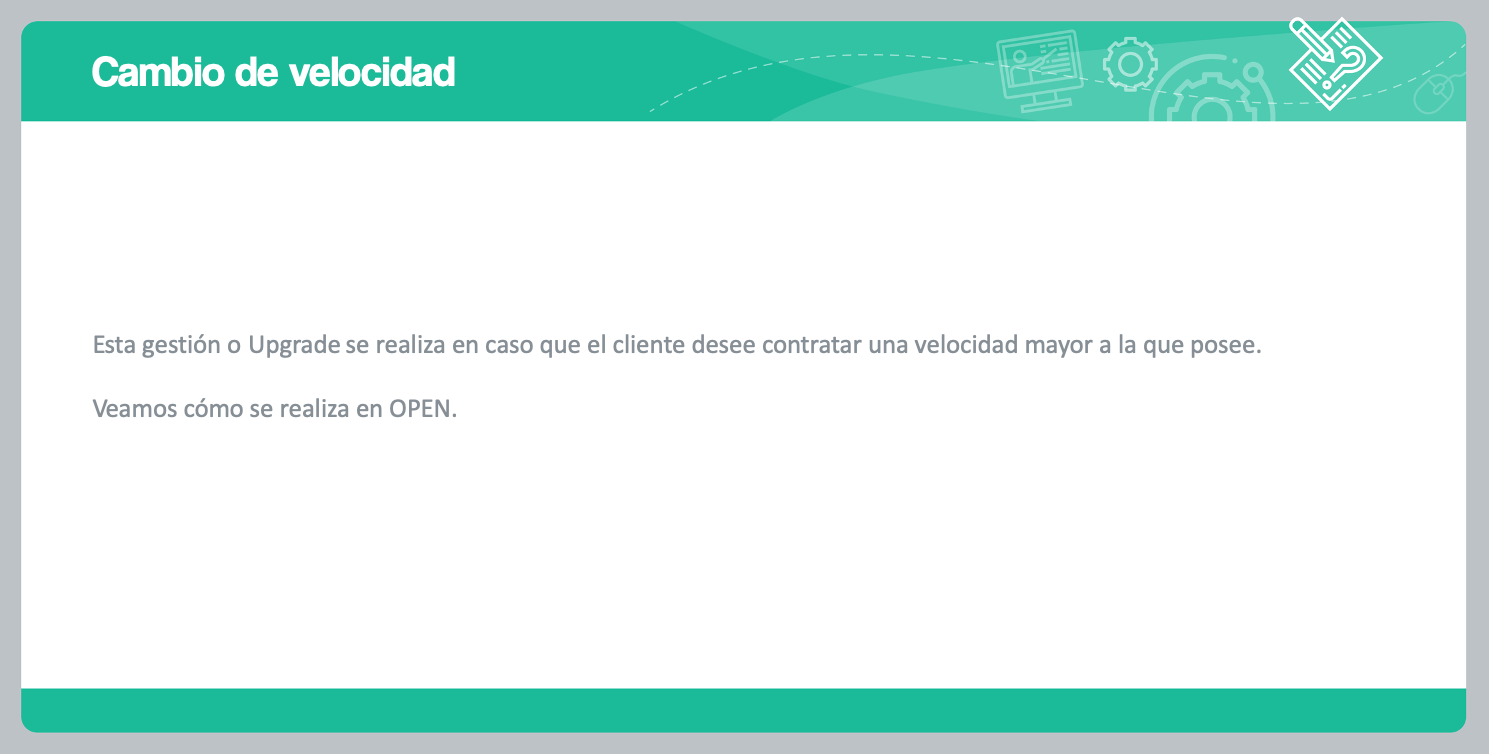 Cambio de velocidad
Esta gestión o Upgrade se realiza en caso que el cliente desee contratar una velocidad mayor a la que posee.
Veamos cómo se realiza en OPEN.